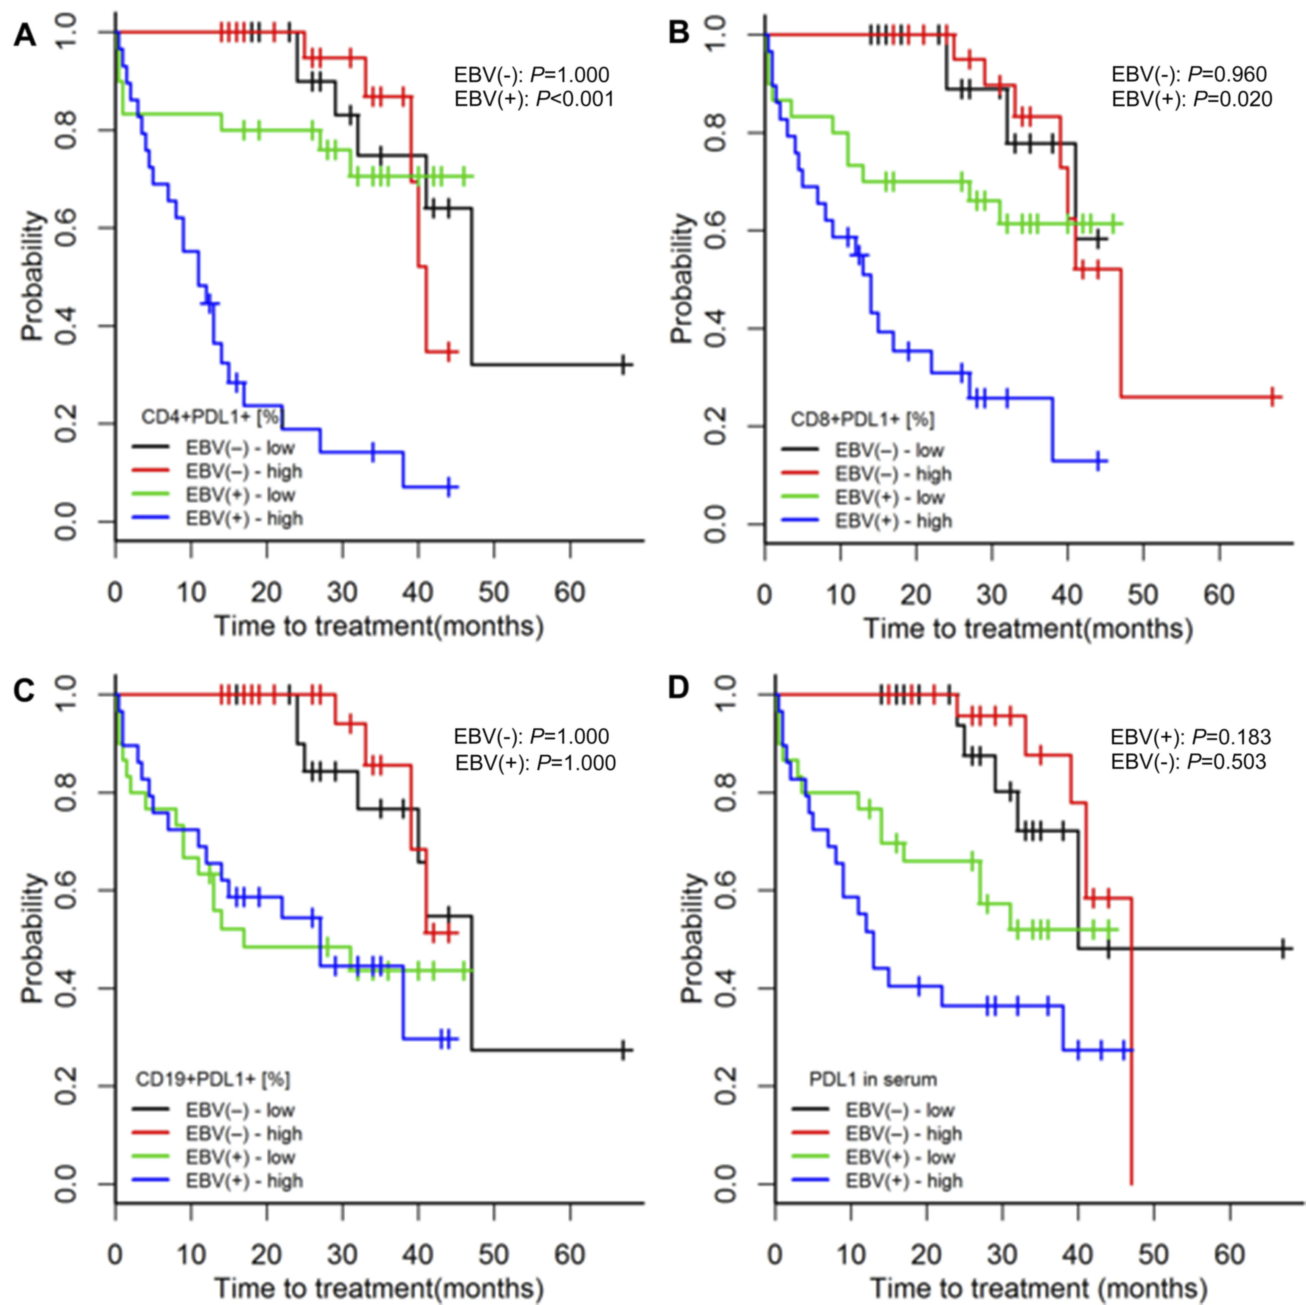 A
EBV(-): P=1.000
EBV(+): P<0.001
Probability
1.0
0.8
0.6
0.4
0.2
0.0
CD4+PDL1+ [%]
EBV(–) - low
EBV(–) - high
EBV(+) - low
EBV(+) - high
0 10 20 30 40 50 60
Time to treatment(months)
B
EBV(-): P=0.960
EBV(+): P=0.020
Probability
1.0
0.8
0.6
0.4
0.2
0.0
CD8+PDL1+ [%]
EBV(–) - low
EBV(–) - high
EBV(+) - low
EBV(+) - high
0 10 20 30 40 50 60
Time to treatment(months)
C
EBV(-): P=1.000
EBV(+): P=1.000
Probability
1.0
0.8
0.6
0.4
0.2
0.0
CD19+PDL1+ [%]
EBV(–) - low
EBV(–) - high
EBV(+) - low
EBV(+) - high
0 10 20 30 40 50 60
Time to treatment(months)
D
EBV(+): P=0.183
EBV(-): P=0.503
Probability
1.0
0.8
0.6
0.4
0.2
0.0
PDL1 in serum
EBV(–) - low
EBV(–) - high
EBV(+) - low
EBV(+) - high
0 10 20 30 40 50 60
Time to treatment (months)